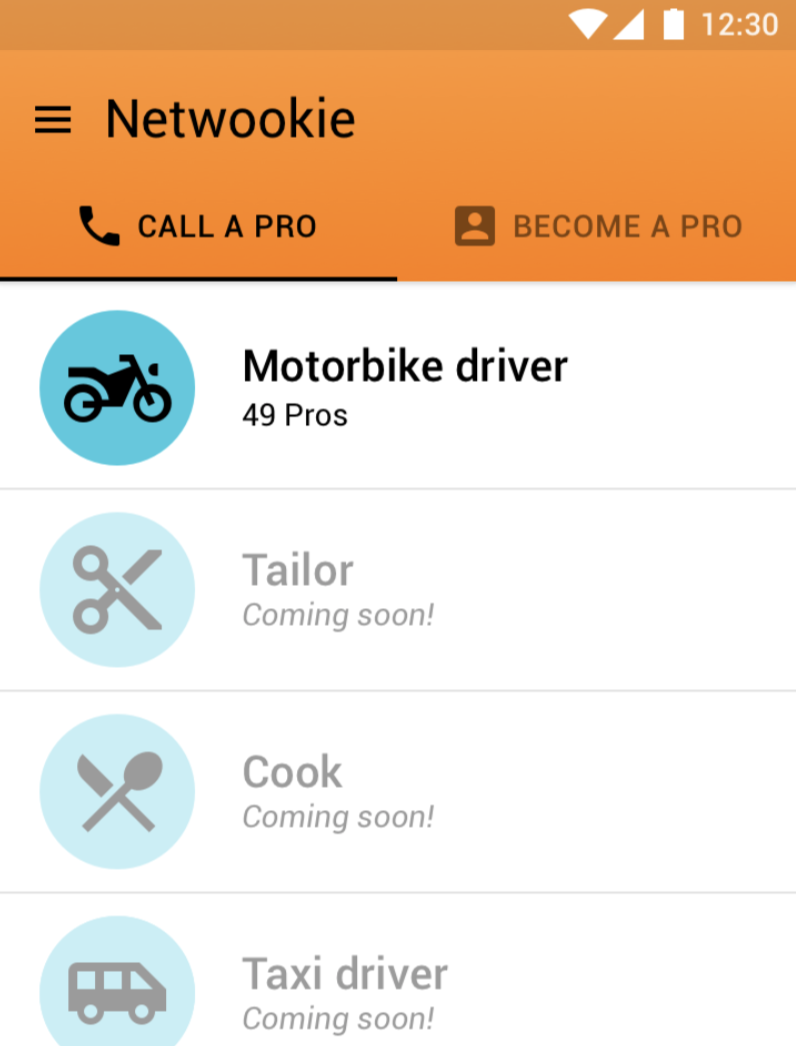 12:30
Netwookie
CALL A PRO
BECOME A PRO
Motorbike driver
49 Pros
Tailor
Coming soon!
Cook
Coming soon!
Taxi driver
Coming soon!